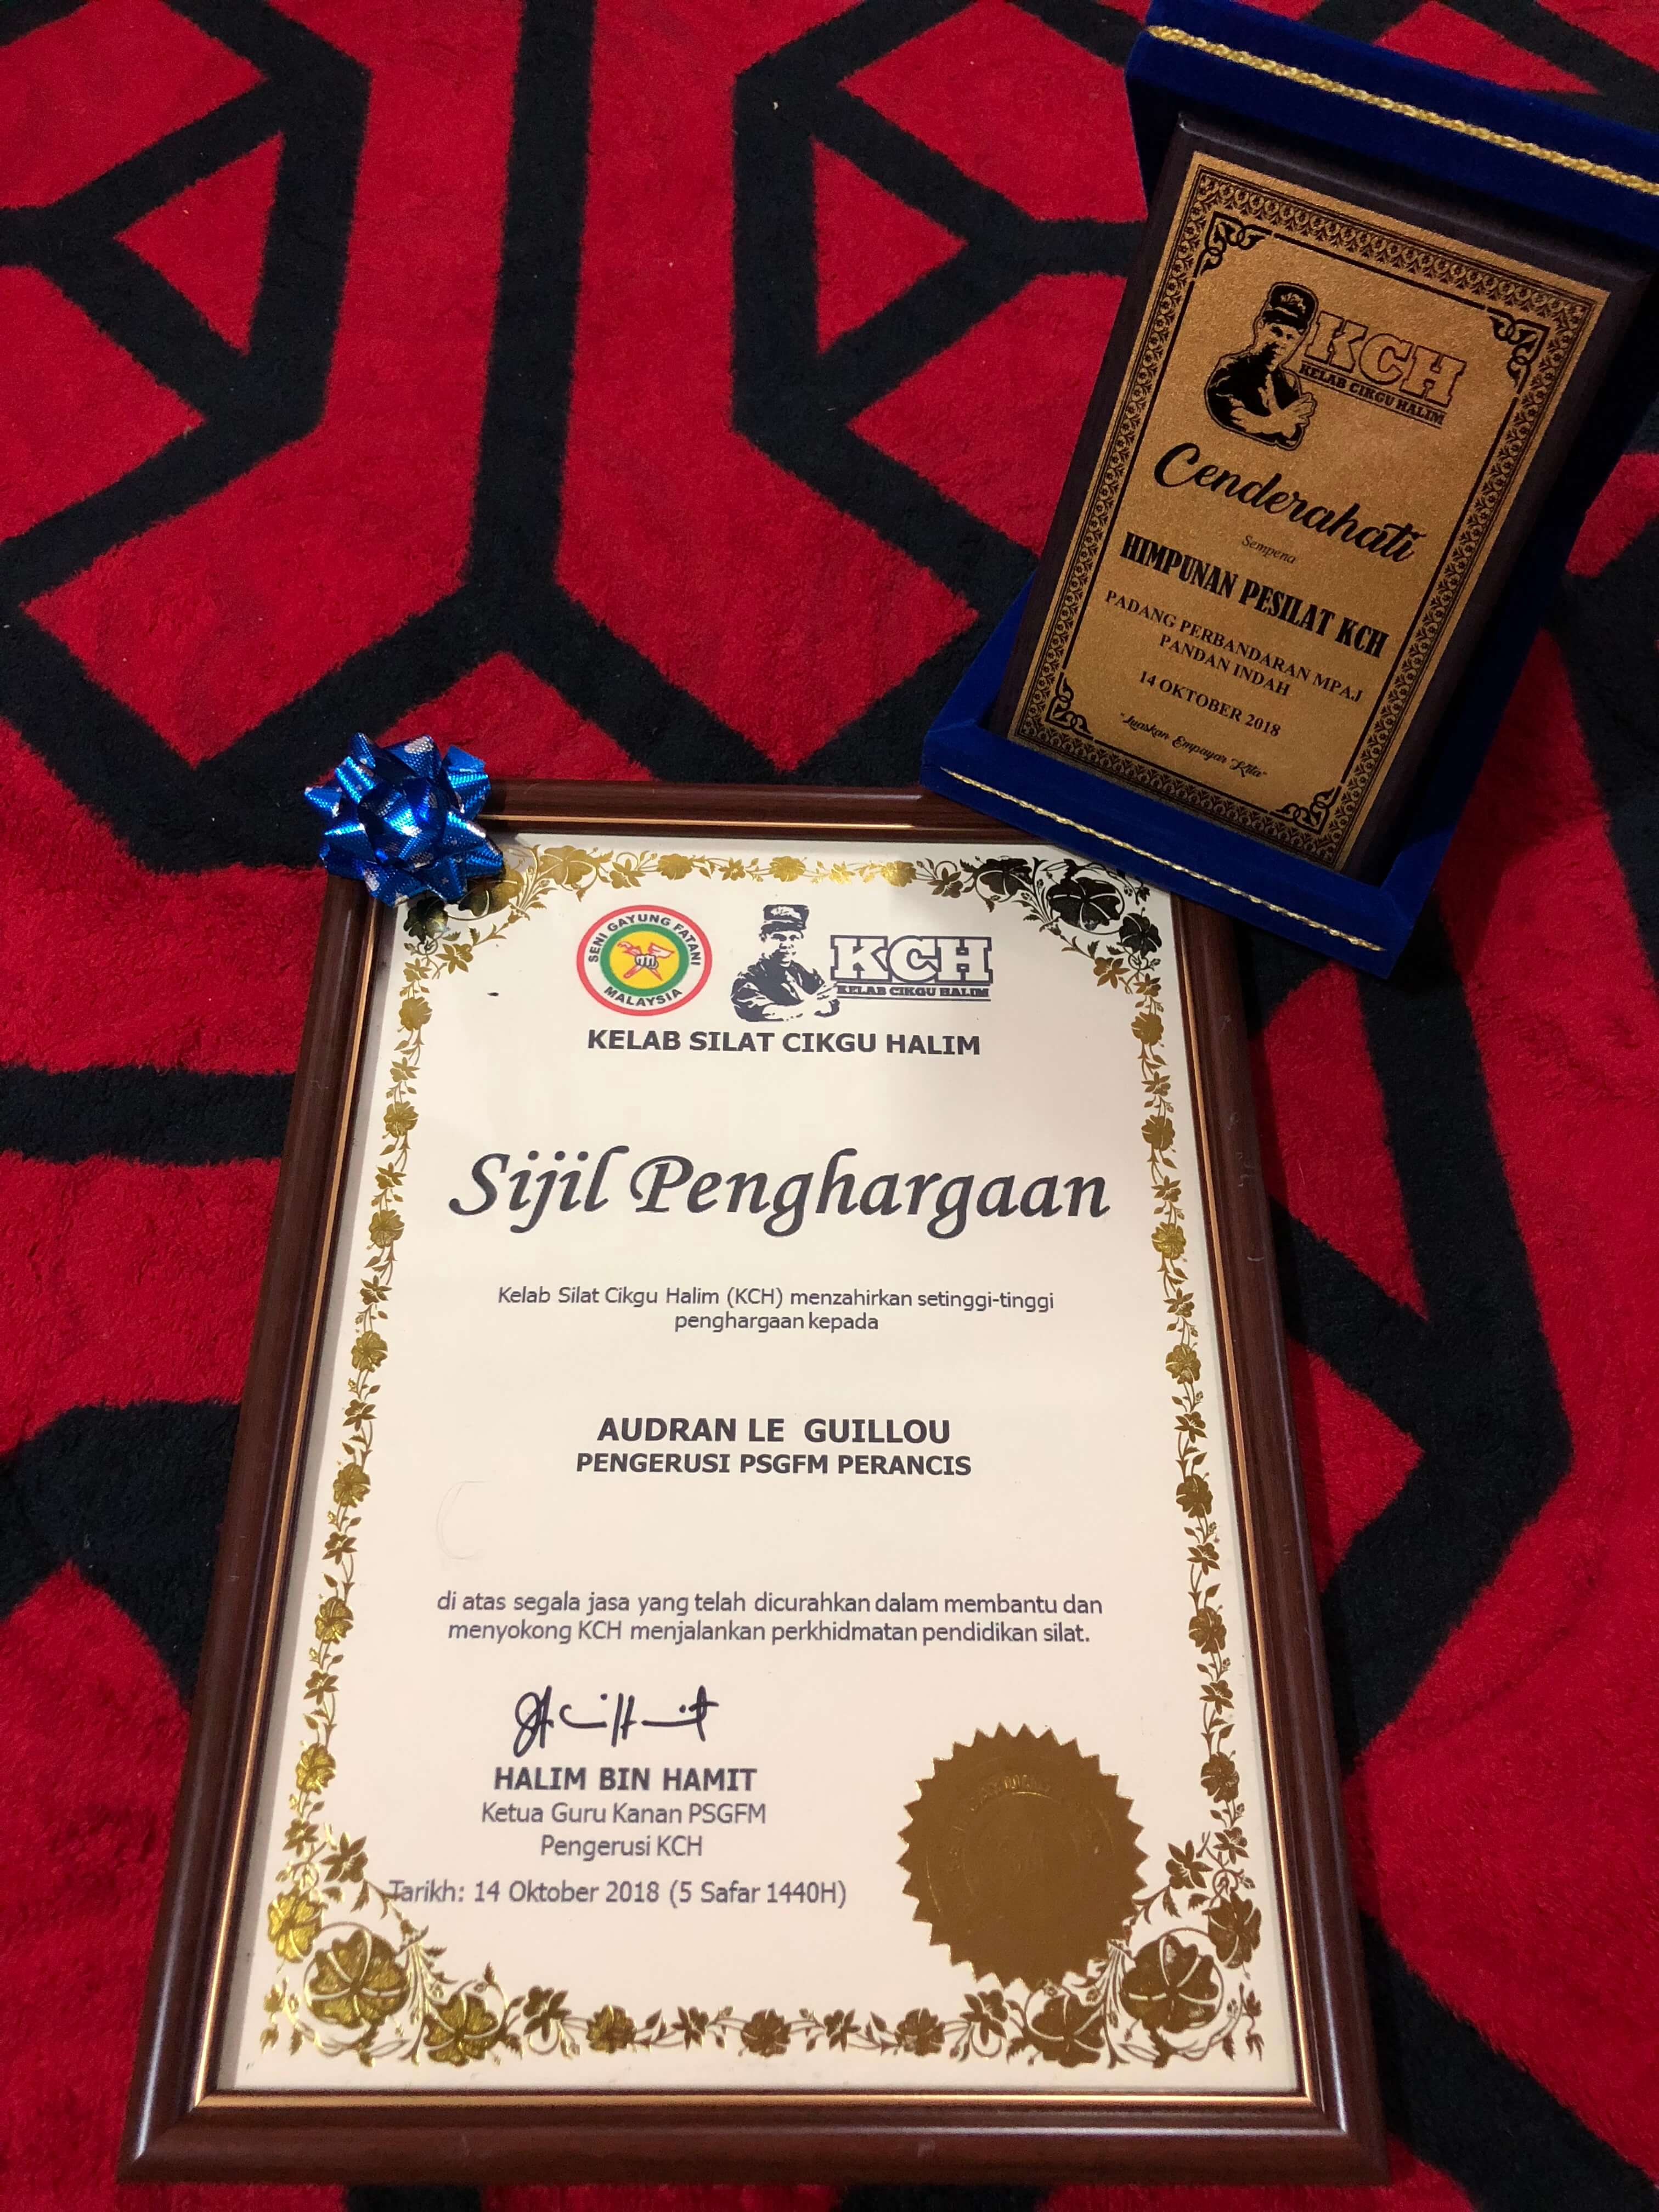 KCH
KELAB CIKGU HALIM
Cenderahati
Sempena
HIMPUNAN PESILAT KCH
PADANG PERBANDARAN MPAJ
PANDAN INDAH
14 OKTOBER 2018
"Luaskan Empayar Kita"
SENI GAYUNG FATANI
MALAYSIA
KCH
KELAB CIKGU HALIM
KELAB SILAT CIKGU HALIM
Sijil Penghargaan
Kelab Silat Cikgu Halim (KCH) menzahirkan setinggi-tinggi
penghargaan kepada
AUDRAN LE GUILLOU
PENGERUSI PSGFM PERANCIS
di atas segala jasa yang telah dicurahkan dalam membantu dan
menyokong KCH menjalankan perkhidmatan pendidikan silat.
HALIM BIN HAMIT
Ketua Guru Kanan PSGFM
Pengerusi KCH
Tarikh: 14 Oktober 2018 (5 Safar 1440H)